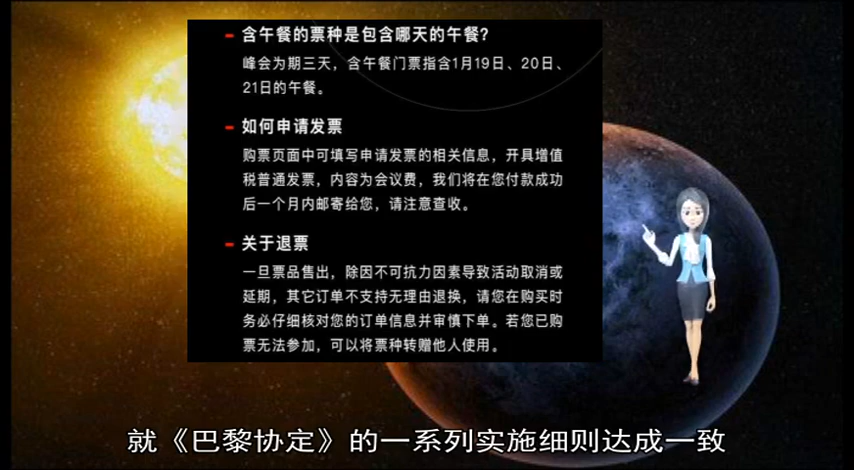 - 含午餐的票种是包含哪天的午餐?
峰会为期三天，含午餐门票指含1月19日、20日、
21日的午餐。
- 如何申请发票
购票页面中可填写申请发票的相关信息，开具增值
税普通发票，内容为会议费，我们将在您付款成功
后一个月内邮寄给您，请注意查收。
- 关于退票
一旦票品售出，除因不可抗力因素导致活动取消或
延期，其它订单不支持无理由退换，请您在购买时
务必仔细核对您的订单信息并审慎下单。若您已购
票无法参加，可以将票种转赠他人使用。
就《巴黎协定》的一系列实施细则达成一致